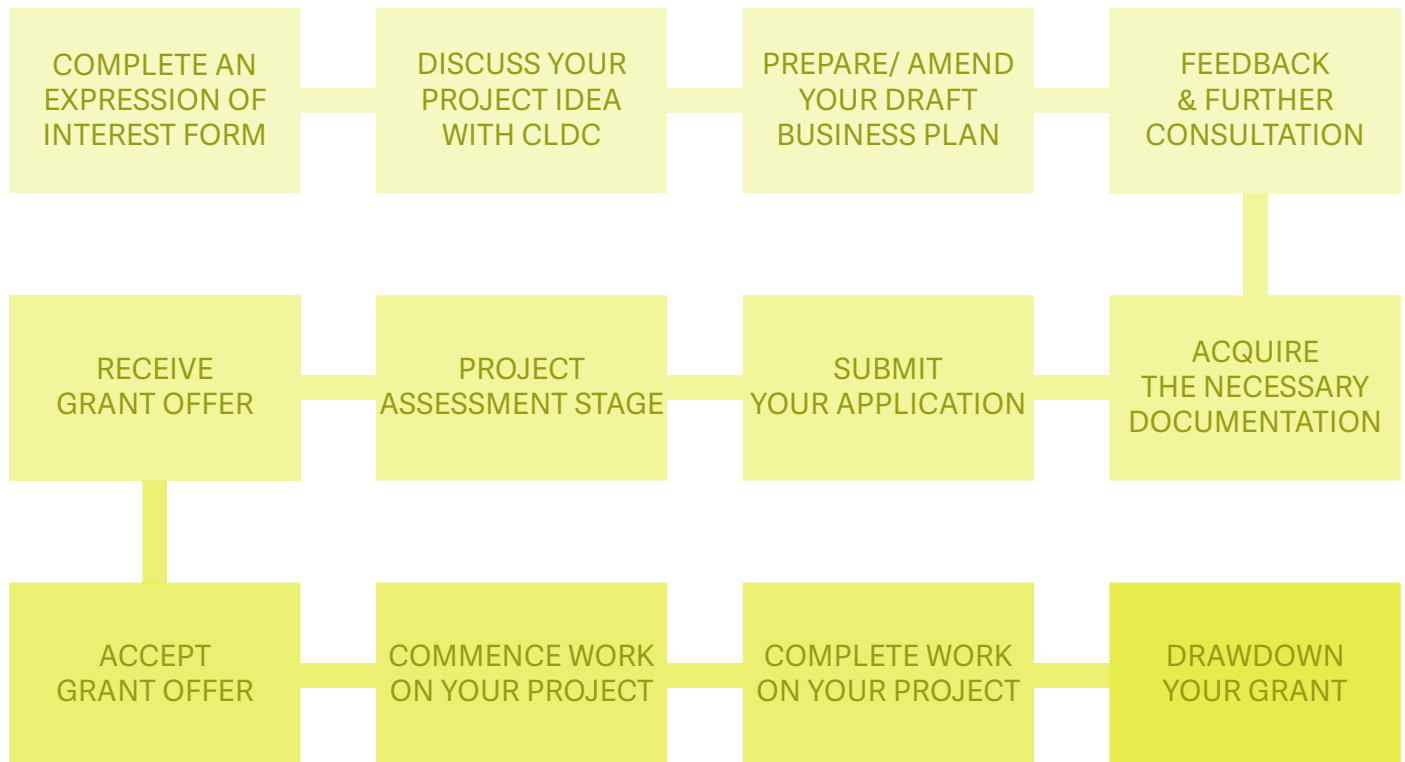 COMPLETE AN
EXPRESSION OF
INTEREST FORM
DISCUSS YOUR
PROJECT IDEA
WITH CLDC
PREPARE/ AMEND
YOUR DRAFT
BUSINESS PLAN
FEEDBACK
& FURTHER
CONSULTATION
ACQUIRE
THE NECESSARY
DOCUMENTATION
SUBMIT
YOUR APPLICATION
PROJECT
ASSESSMENT STAGE
RECEIVE
GRANT OFFER
ACCEPT
GRANT OFFER
COMMENCE WORK
ON YOUR PROJECT
COMPLETE WORK
ON YOUR PROJECT
DRAWDOWN
YOUR GRANT